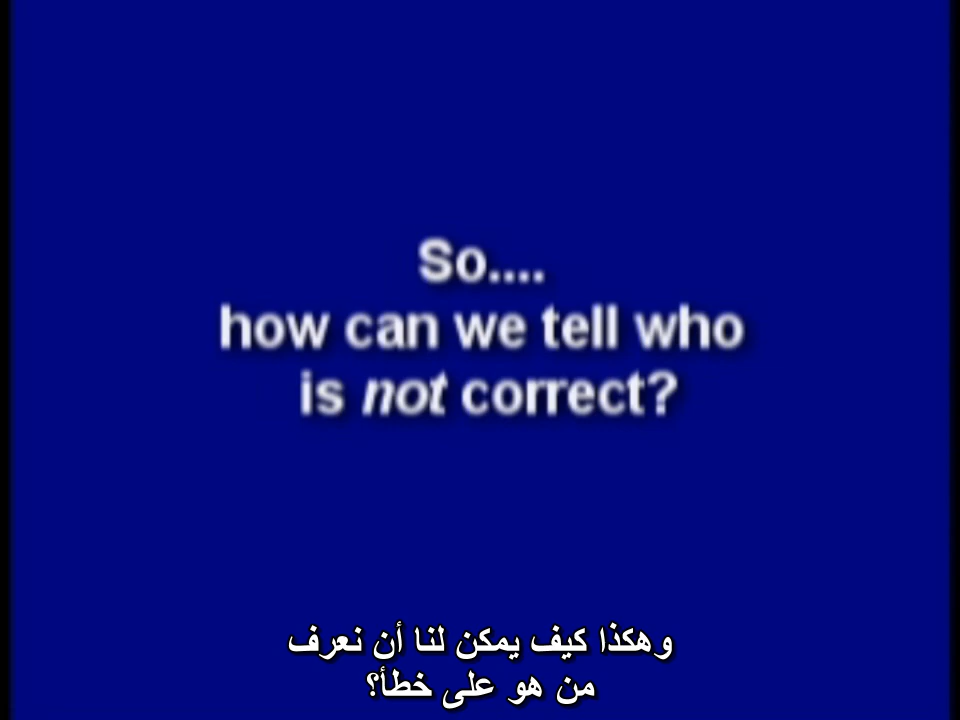 So....
how can we tell who
is not correct?
وهكذا كيف يمكن لنا أن نعرف
من هو على خطأ؟